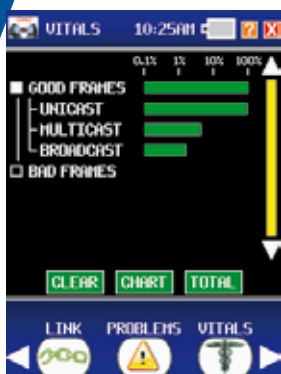 VITALS 10:25AM ? X
0.1% 1% 10% 100%
GOOD FRAMES
UNICAST
MULTICAST
BROADCAST
BAD FRAMES
CLEAR CHART TOTAL
LINK PROBLEMS VITALS